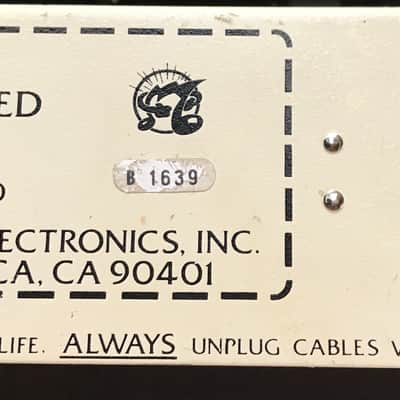 ED
B 1639
ECTRONICS, INC.
CA, CA 90401
LIFE. ALWAYS UNPLUG CABLES